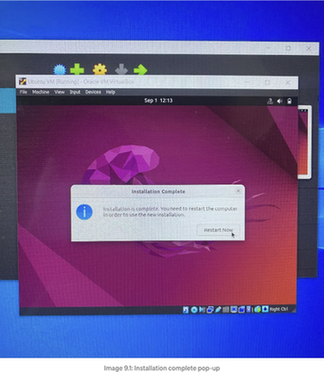 Ubuntu VM [Running] - Oracle VM VirtualBox
File Machine View Input Devices Help
Sep 1 12:13
Installation Complete
Installation is complete. You need to restart the computer
in order to use the new installation.
Restart Now
Right Ctrl
Image 9.1: Installation complete pop-up